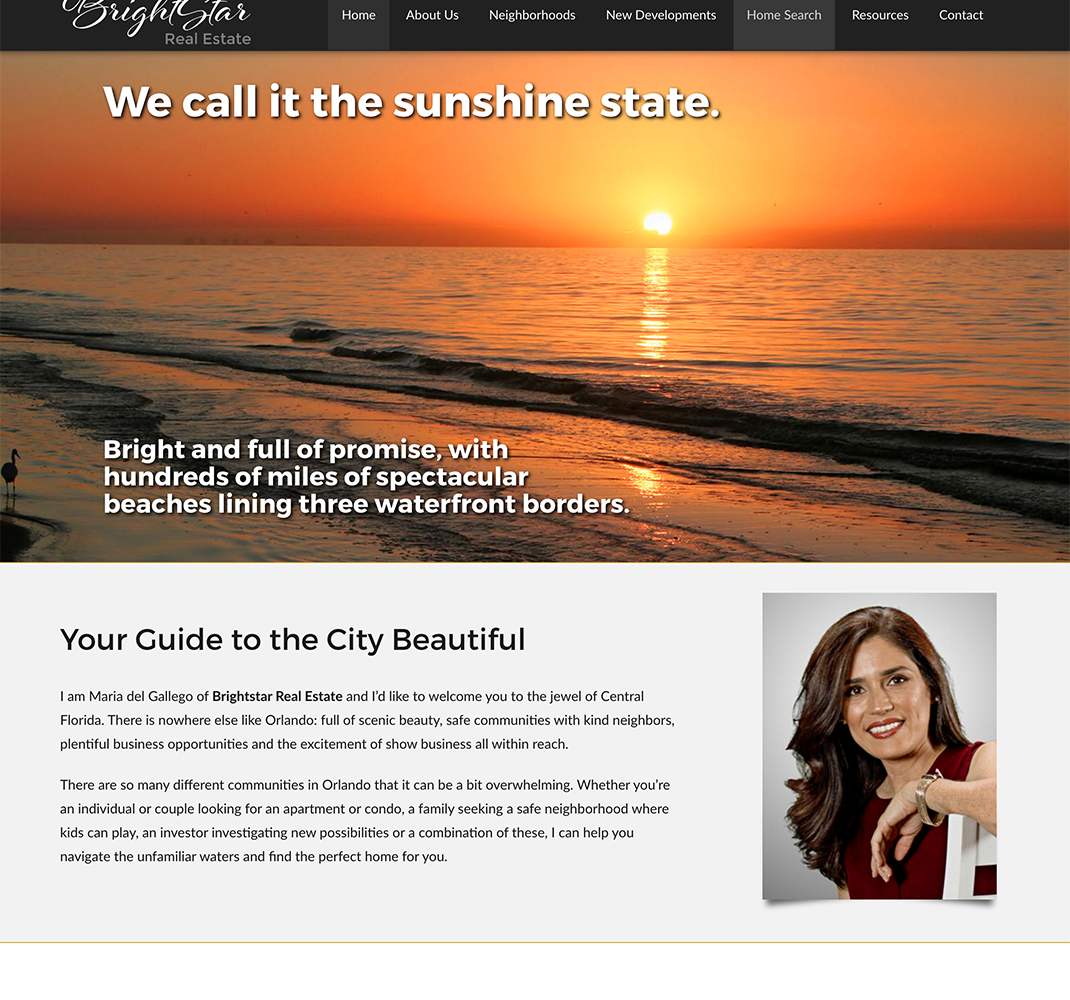 BrightStar
Real Estate
Home About Us Neighborhoods New Developments Home Search Resources Contact
We call it the sunshine state.
Bright and full of promise, with
hundreds of miles of spectacular
beaches lining three waterfront borders.
Your Guide to the City Beautiful
I am Maria del Gallego of Brightstar Real Estate and I’d like to welcome you to the jewel of Central
Florida. There is nowhere else like Orlando: full of scenic beauty, safe communities with kind neighbors,
plentiful business opportunities and the excitement of show business all within reach.
There are so many different communities in Orlando that it can be a bit overwhelming. Whether you’re
an individual or couple looking for an apartment or condo, a family seeking a safe neighborhood where
kids can play, an investor investigating new possibilities or a combination of these, I can help you
navigate the unfamiliar waters and find the perfect home for you.